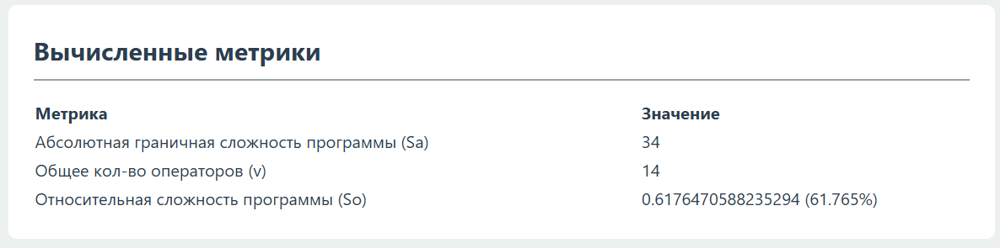 Вычисленные метрики
Метрика Значение
Абсолютная граничная сложность программы (Sa) 34
Общее кол-во операторов (v) 14
Относительная сложность программы (So) 0.6176470588235294 (61.765%)